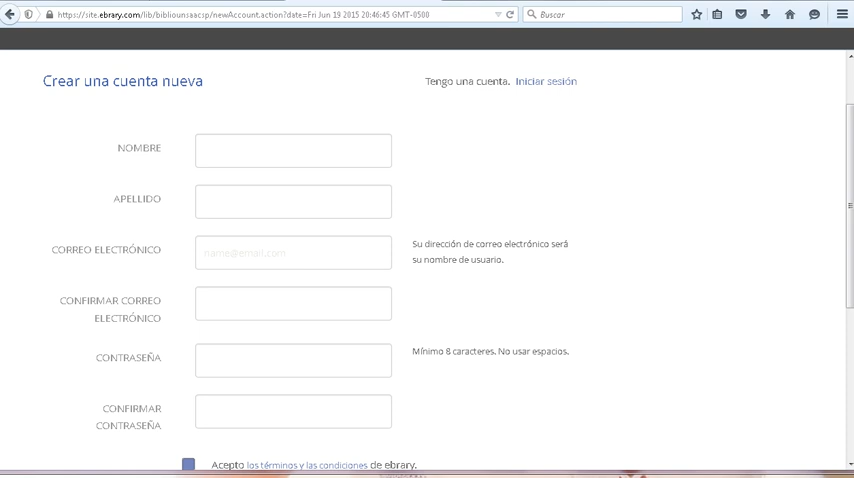 https://site.ebrary.com/lib/bibliounsaacsp/newAccount.action?date=Fri Jun 19 2015 20:46:45 GMT-0500
Buscar
Crear una cuenta nueva
Tengo una cuenta. Iniciar sesión
NOMBRE
APELLIDO
CORREO ELECTRÓNICO
name@email.com
Su dirección de correo electrónico será
su nombre de usuario.
CONFIRMAR CORREO
ELECTRÓNICO
CONTRASEÑA
Mínimo 8 caracteres. No usar espacios.
CONFIRMAR
CONTRASEÑA
Acepto los términos y las condiciones de ebrary.